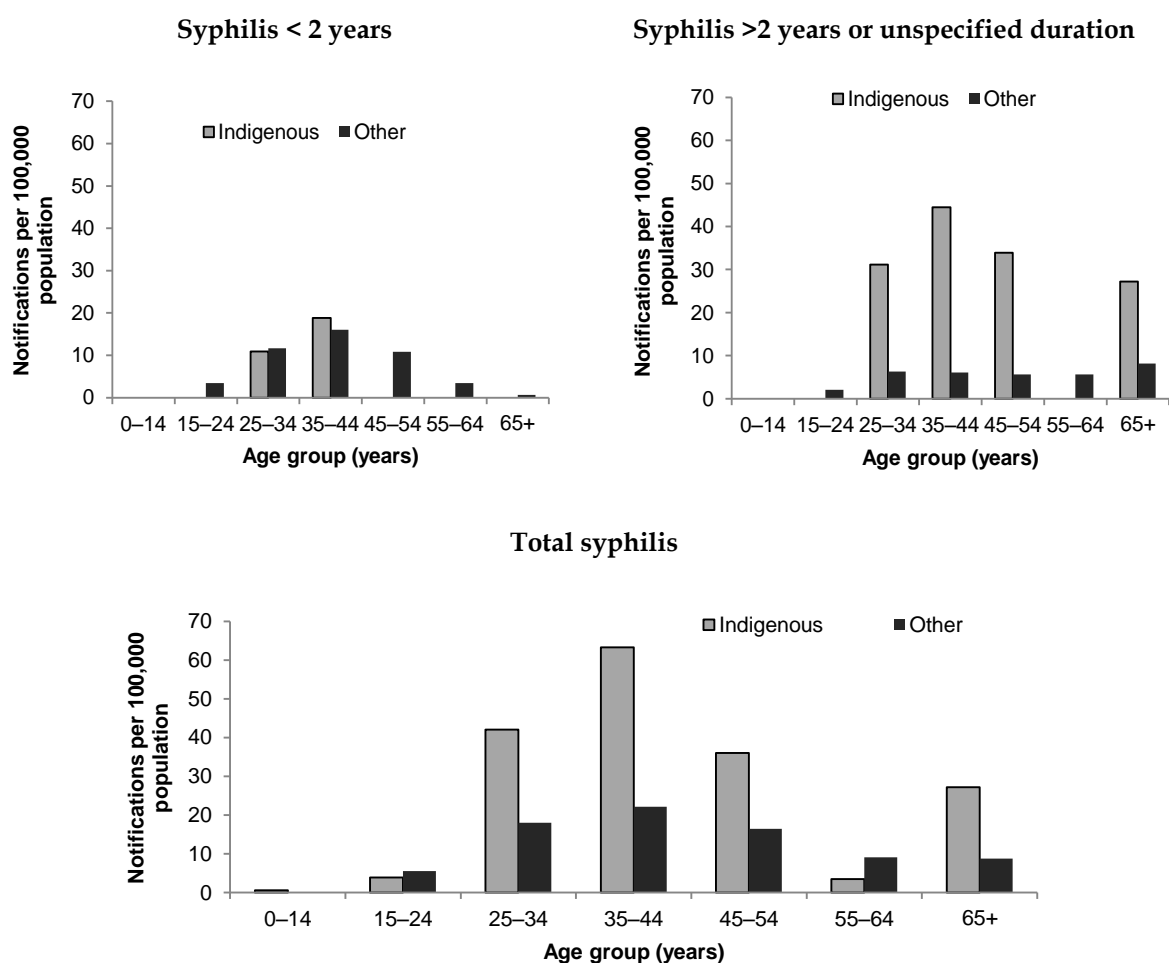 Syphilis < 2 years
70
60
50
40
30
20
10
0
Notifications per 100,000
population
Indigenous Other
0–14 15–24 25–34 35–44 45–54 55–64 65+
Age group (years)
Syphilis >2 years or unspecified duration
70
60
50
40
30
20
10
0
Notifications per 100,000
population
Indigenous Other
0–14 15–24 25–34 35–44 45–54 55–64 65+
Age group (years)
Total syphilis
70
60
50
40
30
20
10
0
Notifications per 100,000
population
Indigenous Other
0–14 15–24 25–34 35–44 45–54 55–64 65+
Age group (years)